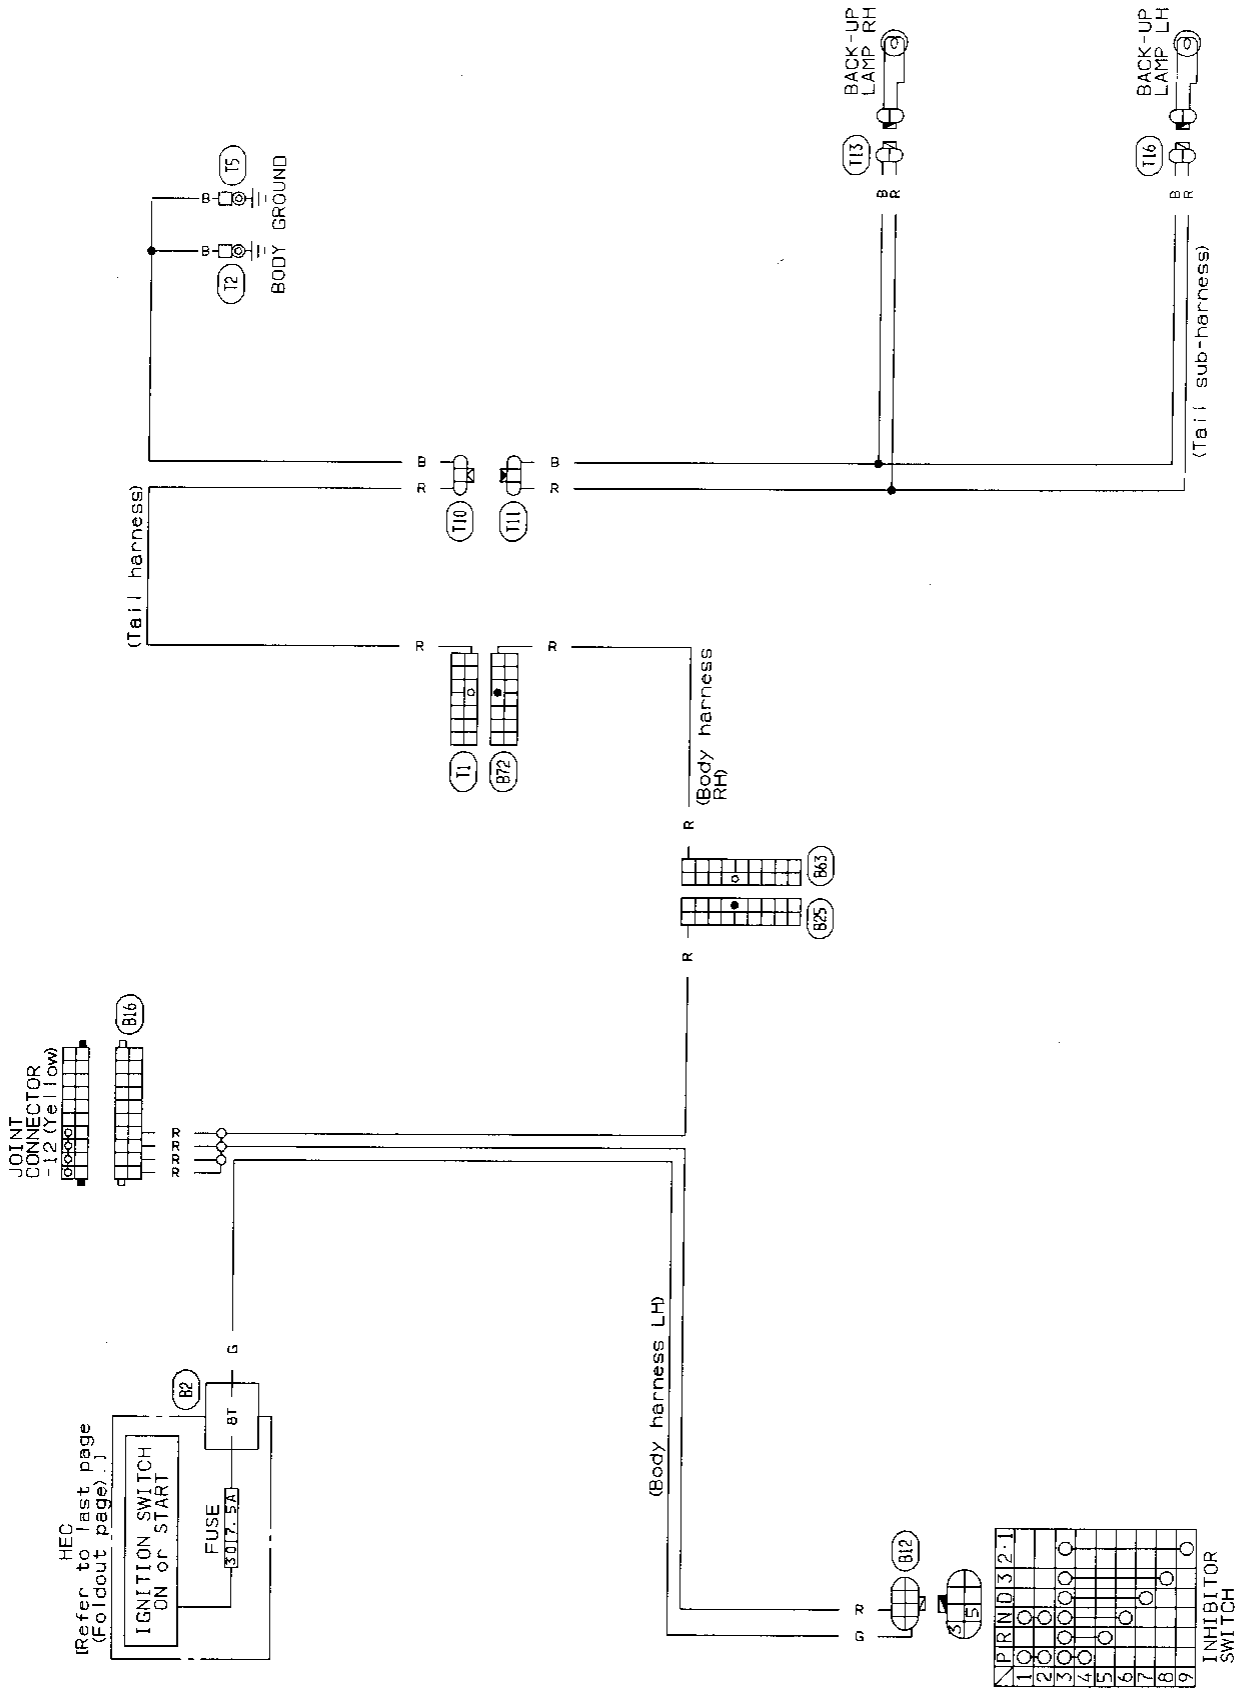 HEC
[Refer to last page
(Foldout page).]
IGNITION SWITCH
ON or START
FUSE
30 7.5A
8T
B2
G
JOINT
CONNECTOR
-12 (Yellow)
B16
R
R
R
R
(Body harness LH)
R
G
B12
3
5
P R N D 3 2·1
1
2
3
4
5
6
7
8
9
INHIBITOR
SWITCH
R
B25
B63
R
(Body harness
RH)
(Tail harness)
R
R
T1
B72
R
R
T10
T11
B
B
B
B
T2
T5
BODY GROUND
BACK-UP
LAMP RH
T13
B
R
BACK-UP
LAMP LH
T16
B
R
(Tail sub-harness)